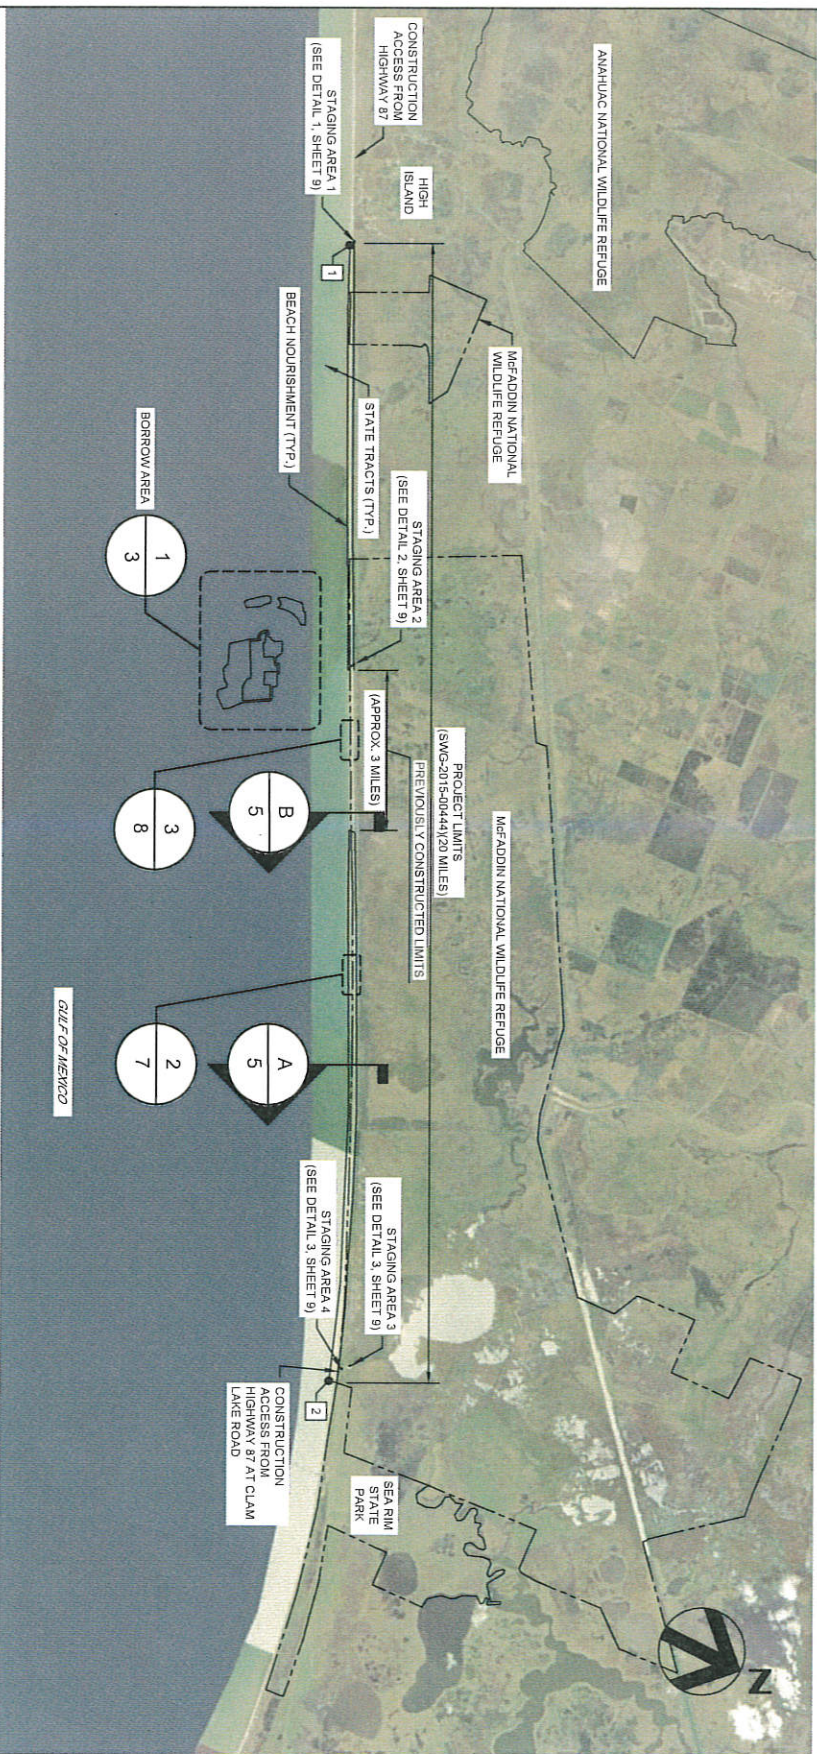 ANAHUAC NATIONAL WILDLIFE REFUGE
CONSTRUCTION
ACCESS FROM
HIGHWAY 87
HIGH
ISLAND
STAGING AREA 1
(SEE DETAIL 1, SHEET 9)
1
McFADDIN NATIONAL
WILDLIFE REFUGE
STATE TRACTS (TYP.)
BEACH NOURISHMENT (TYP.)
BORROW AREA
1
3
STAGING AREA 2
(SEE DETAIL 2, SHEET 9)
PROJECT LIMITS
(SWG-2015-00444)(20 MILES)
PREVIOUSLY CONSTRUCTED LIMITS
(APPROX. 3 MILES)
3
8
B
5
McFADDIN NATIONAL WILDLIFE REFUGE
2
7
A
5
GULF OF MEXICO
STAGING AREA 3
(SEE DETAIL 3, SHEET 9)
STAGING AREA 4
(SEE DETAIL 3, SHEET 9)
2
CONSTRUCTION
ACCESS FROM
HIGHWAY 87 AT CLAM
LAKE ROAD
SEA RIM
STATE
PARK
N